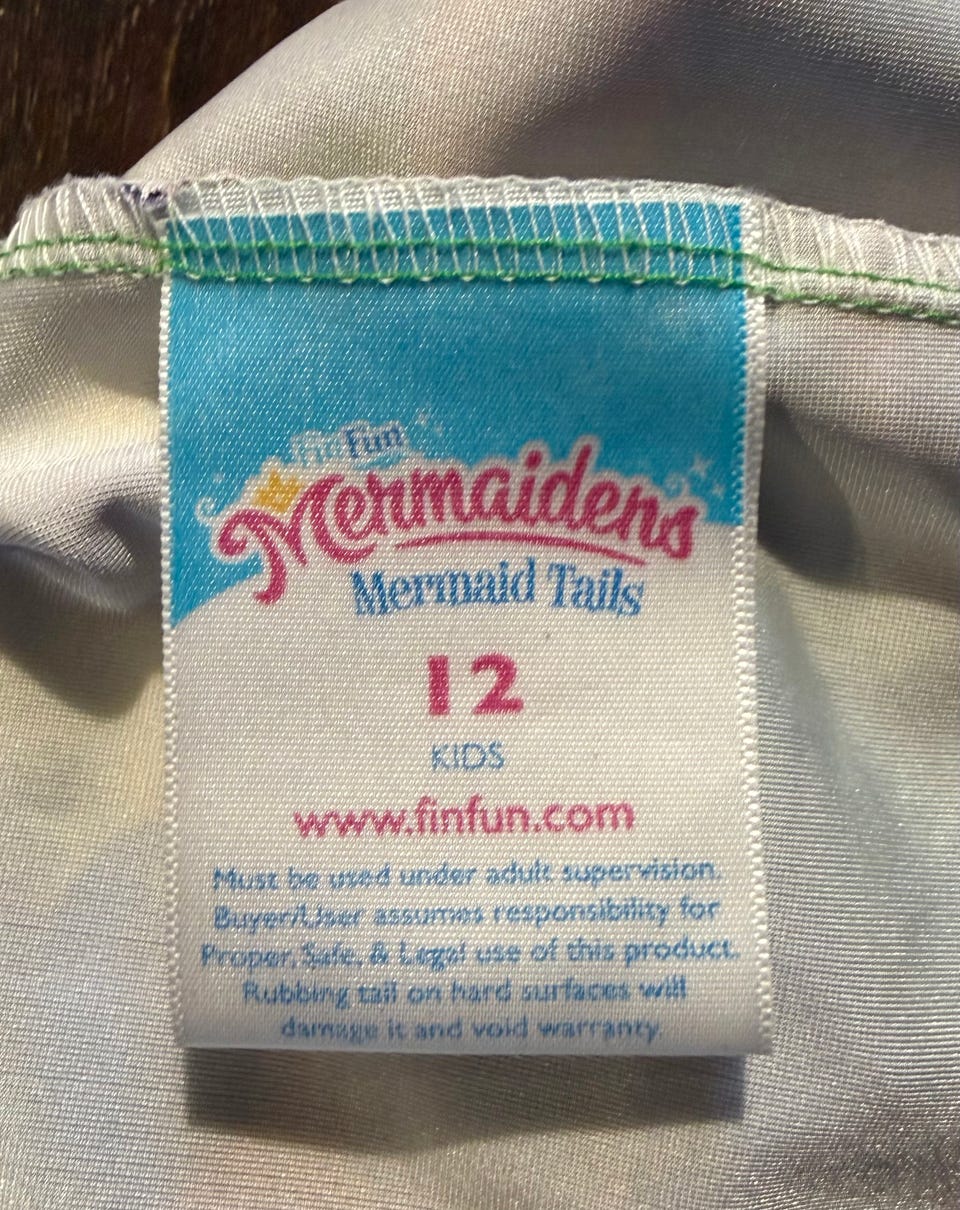 FinFun
Mermaidens
Mermaid Tails
12
KIDS
www.finfun.com
Must be used under adult supervision.
Buyer/User assumes responsibility for
Proper, Safe, & Legal use of this product.
Rubbing tail on hard surfaces will
damage it and void warranty.